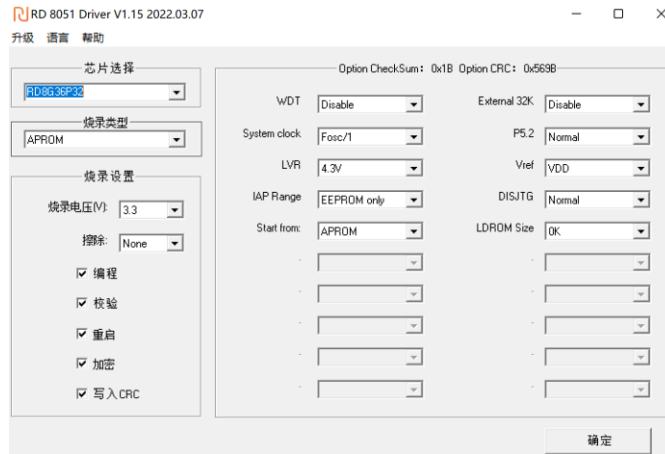 RD 8051 Driver V1.15 2022.03.07
升级 语言 帮助
芯片选择
RD8G36P32
烧录类型
APROM
烧录设置
烧录电压(V): 3.3
擦除: None
编程
校验
重启
加密
写入CRC
Option CheckSum: 0x1B Option CRC: 0x569B
WDT Disable External 32K Disable
System clock Fosc/1 P5.2 Normal
LVR 4.3V Vref VDD
IAP Range EEPROM only DISJTG Normal
Start from: APROM LDROM Size 0K
确定